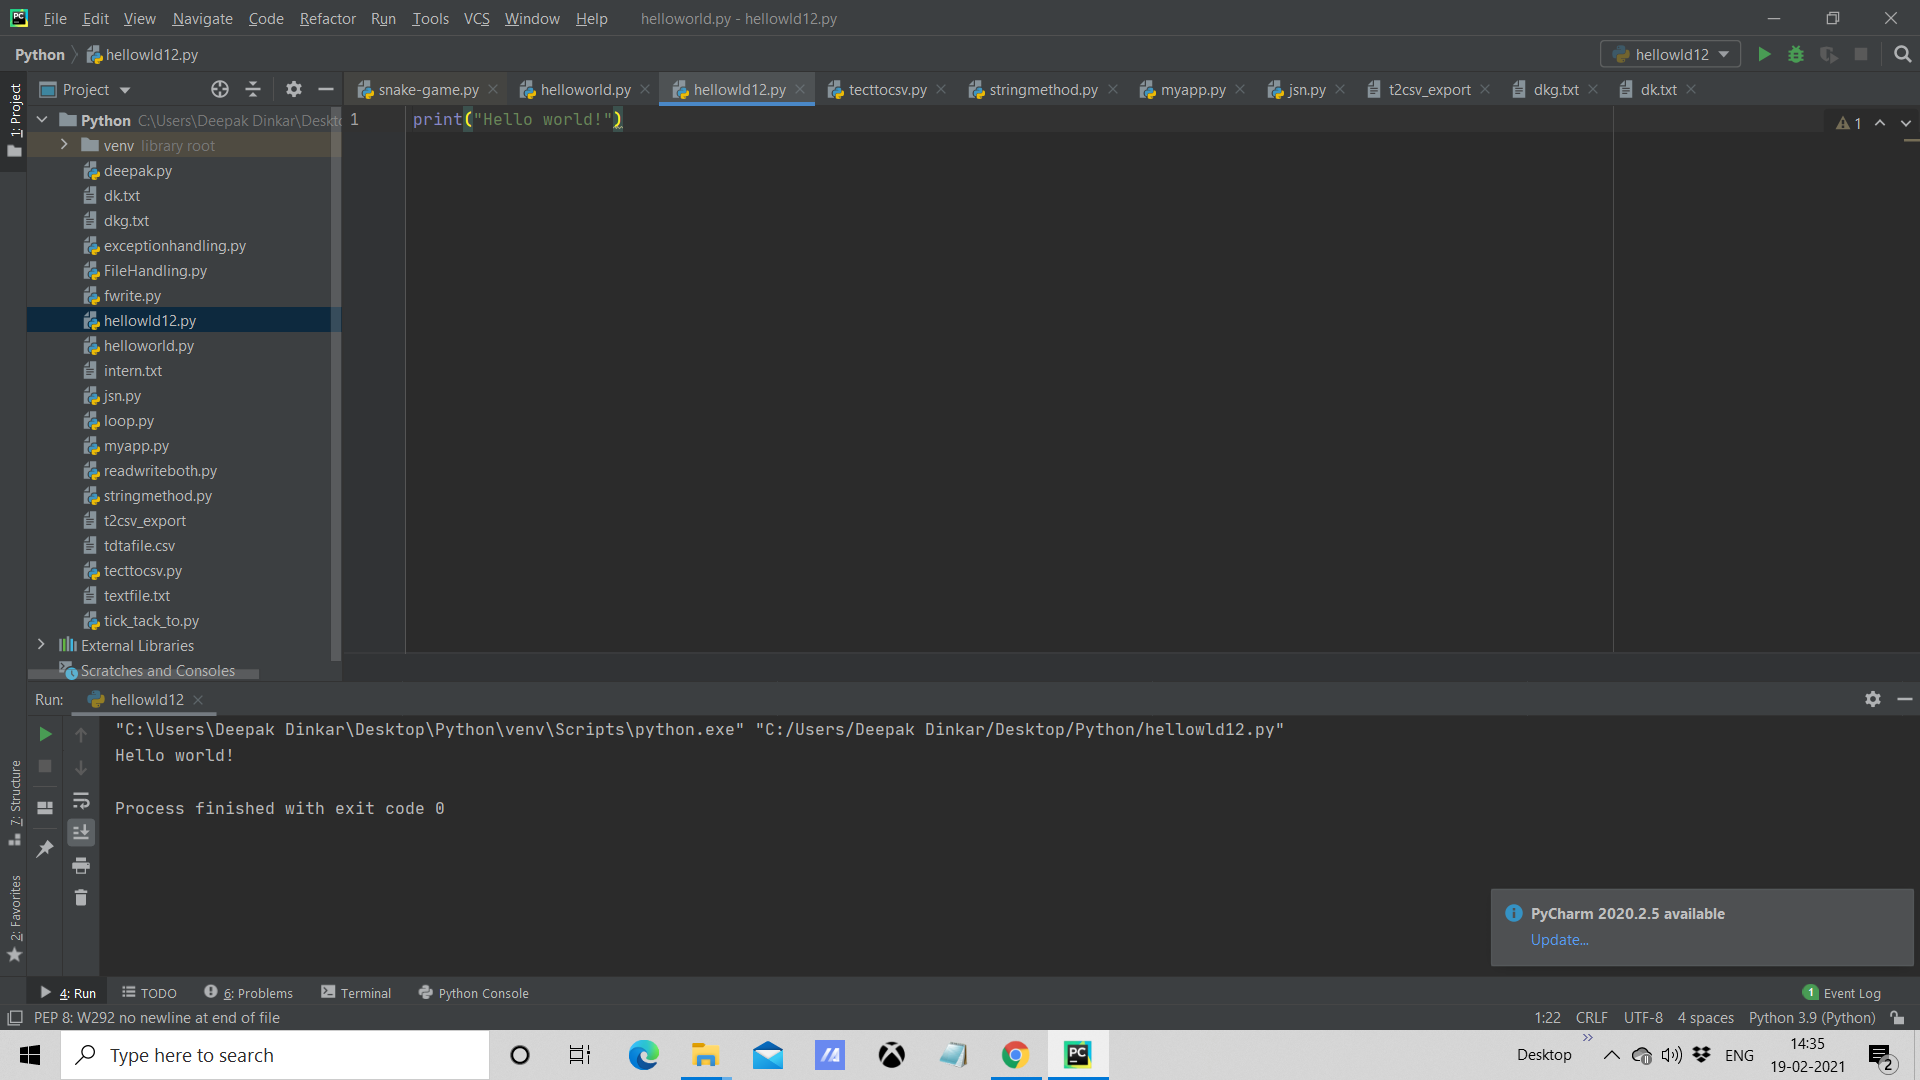 File Edit View Navigate Code Refactor Run Tools VCS Window Help helloworld.py - hellowld12.py
Python hellowld12.py hellowld12
1: Project
Project
snake-game.py helloworld.py hellowld12.py tecttocsv.py stringmethod.py myapp.py jsn.py t2csv_export dkg.txt dk.txt
Python C:\Users\Deepak Dinkar\Deskto
venv library root
deepak.py
dk.txt
dkg.txt
exceptionhandling.py
FileHandling.py
fwrite.py
hellowld12.py
helloworld.py
intern.txt
jsn.py
loop.py
myapp.py
readwriteboth.py
stringmethod.py
t2csv_export
tdtafile.csv
tecttocsv.py
textfile.txt
tick_tack_to.py
External Libraries
Scratches and Consoles
1 print("Hello world!")
1
Run: hellowld12
"C:\Users\Deepak Dinkar\Desktop\Python\venv\Scripts\python.exe" "C:/Users/Deepak Dinkar/Desktop/Python/hellowld12.py"
Hello world!
Process finished with exit code 0
7: Structure
2: Favorites
PyCharm 2020.2.5 available
Update...
4: Run TODO 6: Problems Terminal Python Console 1 Event Log
PEP 8: W292 no newline at end of file 1:22 CRLF UTF-8 4 spaces Python 3.9 (Python)
Type here to search PC Desktop ENG 14:35
19-02-2021 2